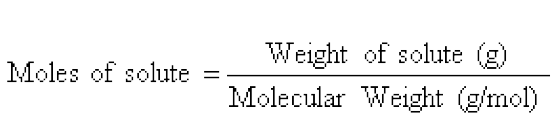 Weight of solute (g)
Moles of solute =
Molecular Weight (g/mol)